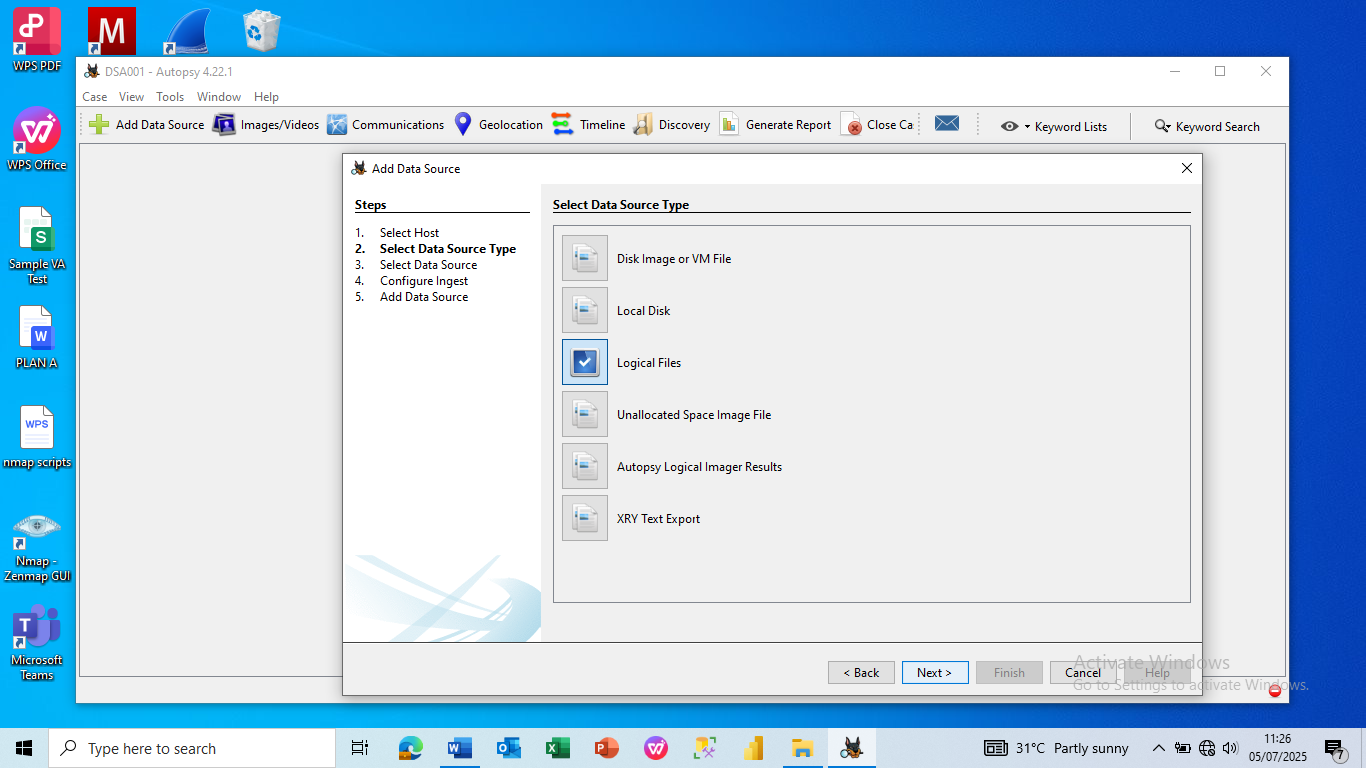 WPS PDF
DSA001 - Autopsy 4.22.1
Case View Tools Window Help
Add Data Source Images/Videos Communications Geolocation Timeline Discovery Generate Report Close Ca Keyword Lists Keyword Search
WPS Office
Sample VA
Test
PLAN A
WPS
nmap scripts
Nmap -
Zenmap GUI
Microsoft
Teams
Add Data Source
Steps
1. Select Host
2. Select Data Source Type
3. Select Data Source
4. Configure Ingest
5. Add Data Source
Select Data Source Type
Disk Image or VM File
Local Disk
Logical Files
Unallocated Space Image File
Autopsy Logical Imager Results
XRY Text Export
< Back Next > Finish Cancel Help
Activate Windows
Go to Settings to activate Windows.
Type here to search
31°C Partly sunny
11:26
05/07/2025
7